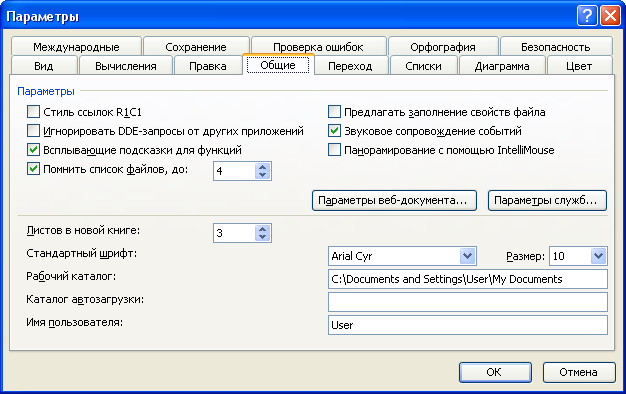 Параметры
Международные Сохранение Проверка ошибок Орфография Безопасность
Вид Вычисления Правка Общие Переход Списки Диаграмма Цвет
Параметры
Стиль ссылок R1C1 Предлагать заполнение свойств файла
Игнорировать DDE-запросы от других приложений Звуковое сопровождение событий
Всплывающие подсказки для функций Панорамирование с помощью IntelliMouse
Помнить список файлов, до: 4
Параметры веб-документа... Параметры служб...
Листов в новой книге: 3
Стандартный шрифт: Arial Cyr Размер: 10
Рабочий каталог: C:\Documents and Settings\User\My Documents
Каталог автозагрузки:
Имя пользователя: User
OK Отмена